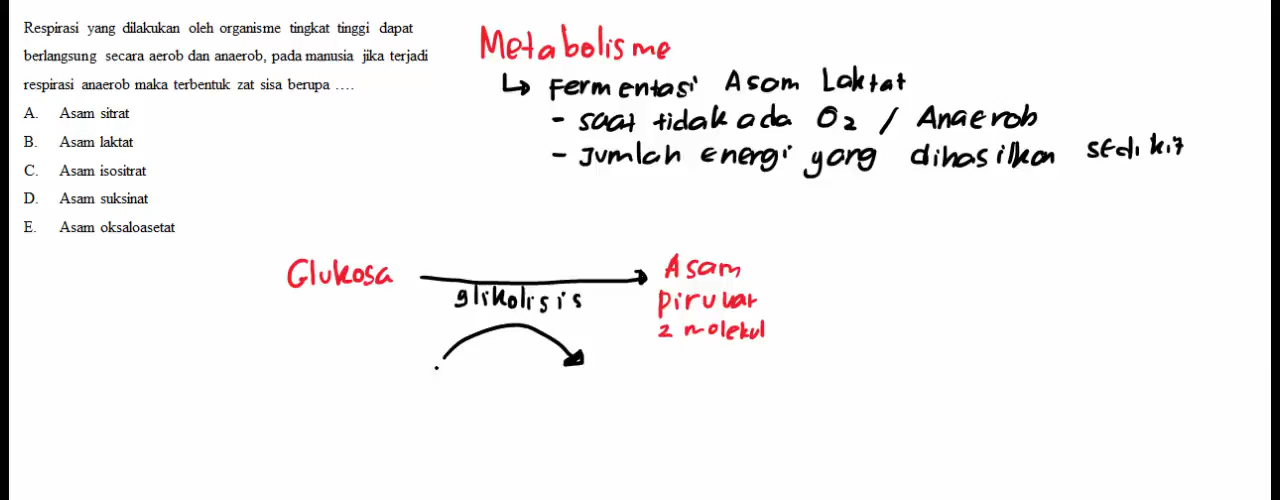 Respirasi yang dilakukan oleh organisme tingkat tinggi dapat
berlangsung secara aerob dan anaerob, pada manusia jika terjadi
respirasi anaerob maka terbentuk zat sisa berupa ….
A. Asam sitrat
B. Asam laktat
C. Asam isositrat
D. Asam suksinat
E. Asam oksaloasetat
Metabolisme
↳ Fermentasi Asam Laktat
- saat tidak ada O2 / Anaerob
- Jumlah energi yang dihasilkan sedikit
Glukosa
glikolisis
Asam
piruvat
2 molekul